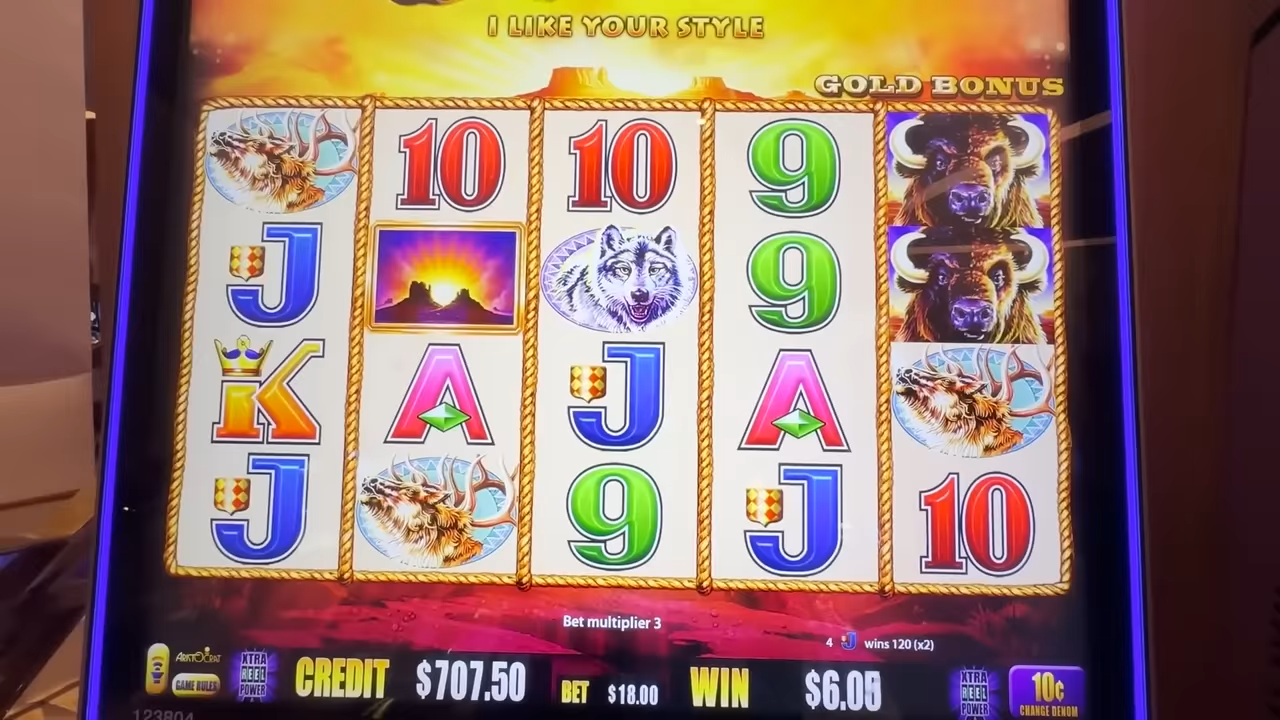 I LIKE YOUR STYLE
GOLD BONUS
10 10 9
J 9
K A J A
J 9 J 10
Bet multiplier 3
4 J wins 120 (x2)
ARISTOCRAT
GAME RULES
XTRA
REEL
POWER
CREDIT $707.50 BET $18.00 WIN $6.05
XTRA
REEL
POWER
10¢
CHANGE DENOM
123804